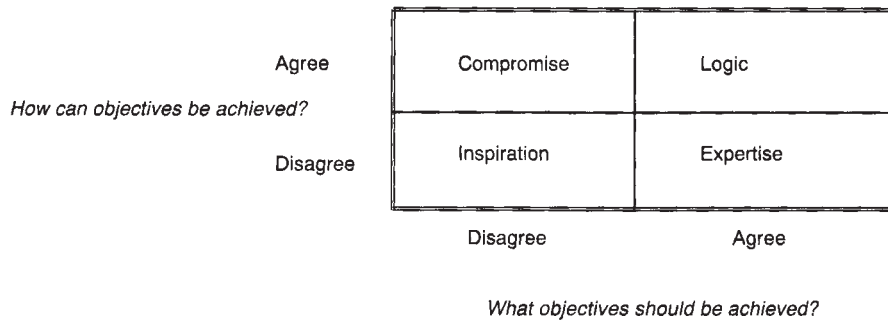 Agree Compromise Logic
How can objectives be achieved?
Disagree Inspiration Expertise
Disagree Agree
What objectives should be achieved?